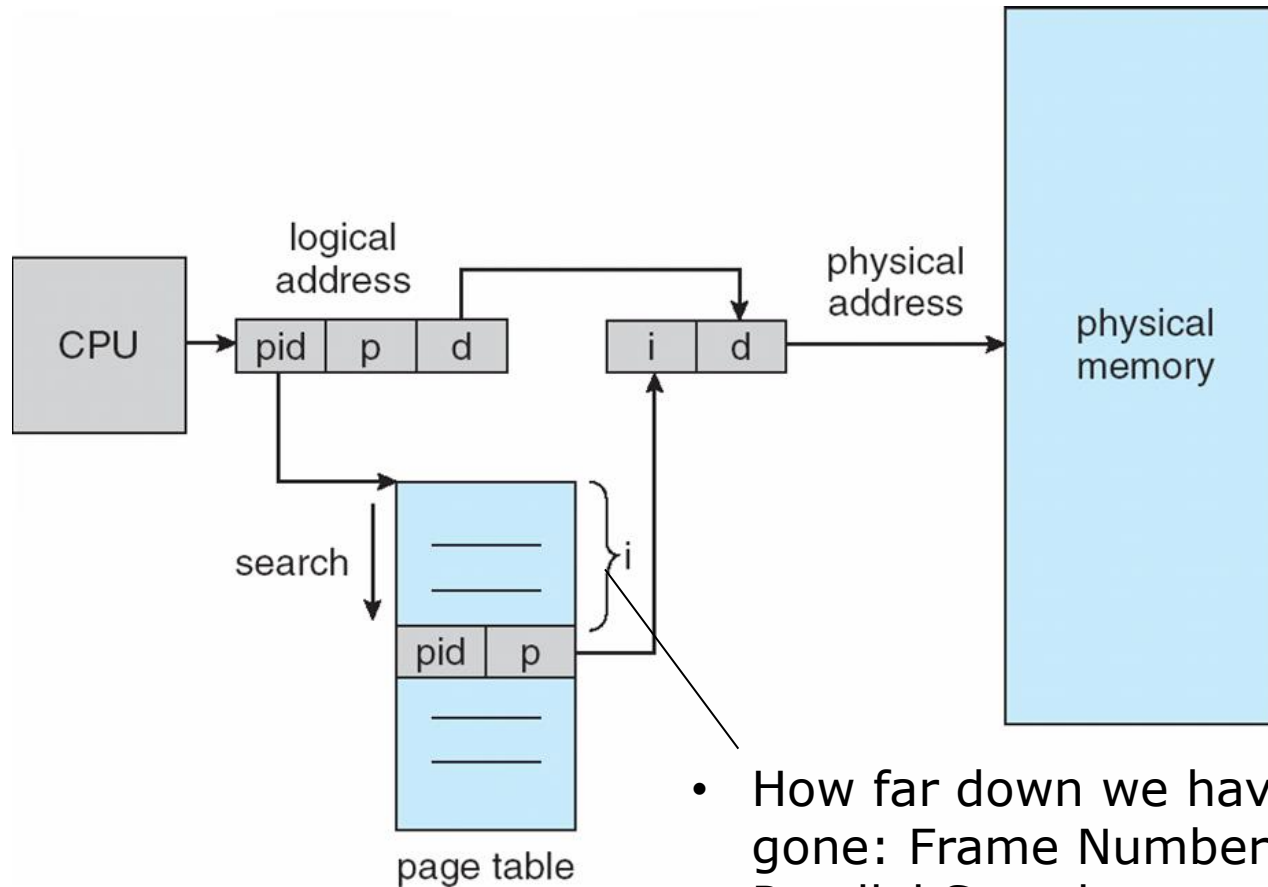 logical
address
CPU
pid p d
i d
physical
address
physical
memory
search
i
pid p
page table
• How far down we hav
gone: Frame Number